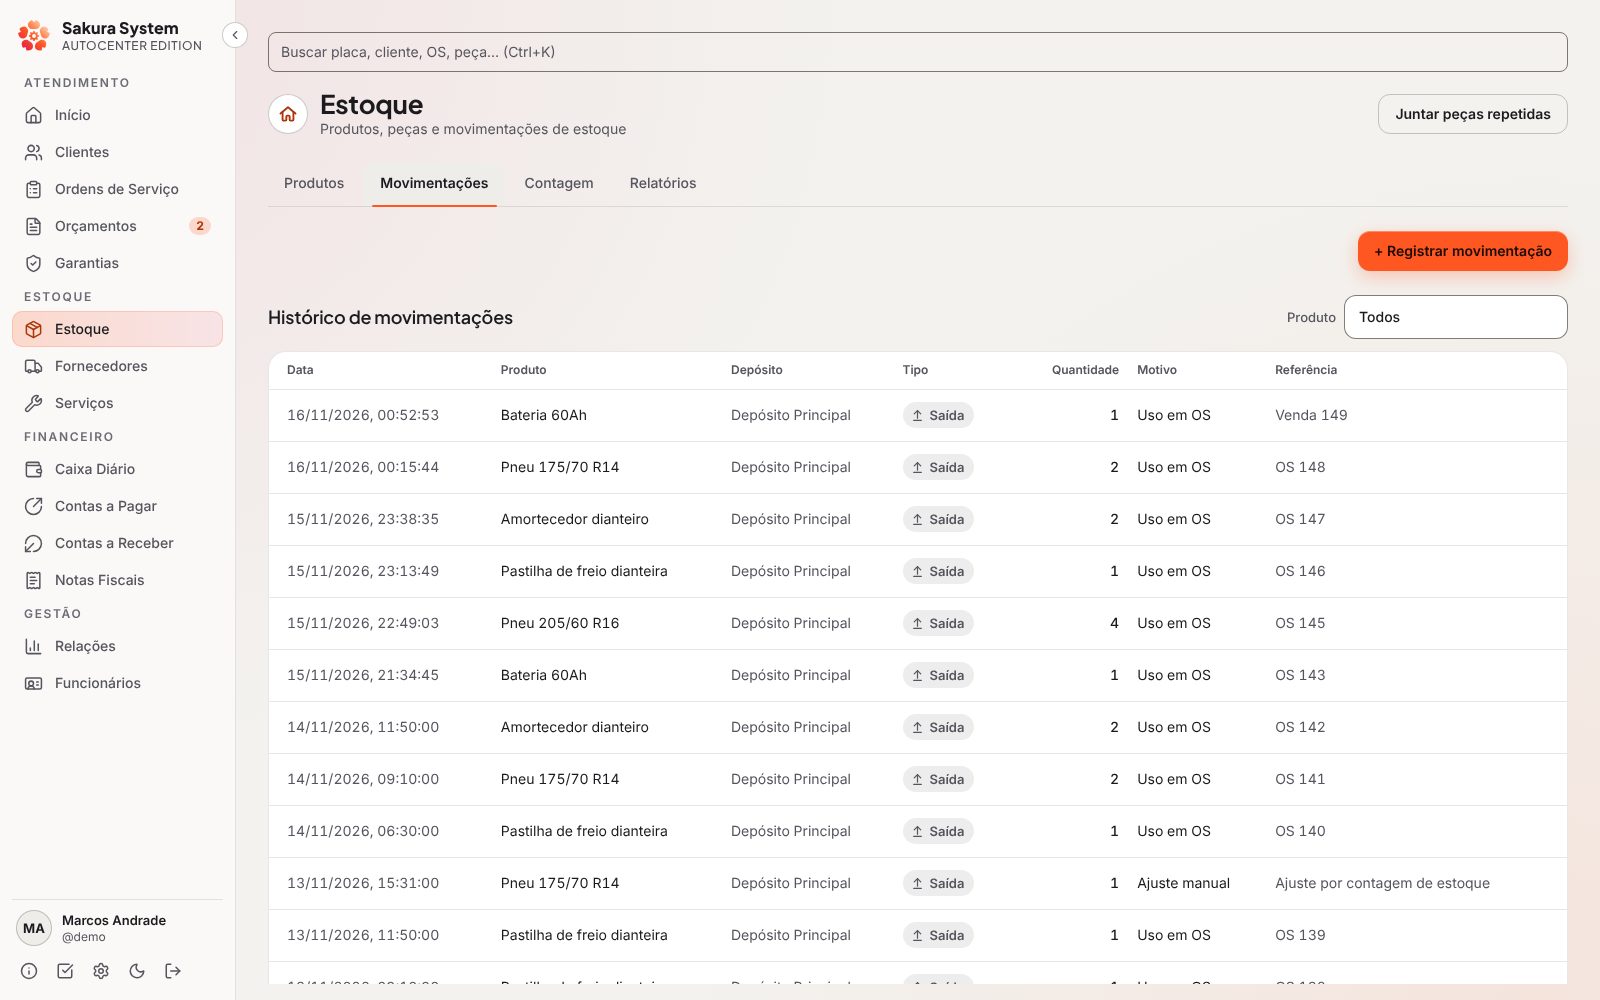 Sakura System
AUTOCENTER EDITION
ATENDIMENTO
Início
Clientes
Ordens de Serviço
Orçamentos 2
Garantias
ESTOQUE
Estoque
Fornecedores
Serviços
FINANCEIRO
Caixa Diário
Contas a Pagar
Contas a Receber
Notas Fiscais
GESTÃO
Relações
Funcionários
MA
Marcos Andrade
@demo
Buscar placa, cliente, OS, peça... (Ctrl+K)
Estoque
Produtos, peças e movimentações de estoque
Juntar peças repetidas
Produtos Movimentações Contagem Relatórios
+ Registrar movimentação
Histórico de movimentações
Produto Todos
Data Produto Depósito Tipo Quantidade Motivo Referência
16/11/2026, 00:52:53 Bateria 60Ah Depósito Principal Saída 1 Uso em OS Venda 149
16/11/2026, 00:15:44 Pneu 175/70 R14 Depósito Principal Saída 2 Uso em OS OS 148
15/11/2026, 23:38:35 Amortecedor dianteiro Depósito Principal Saída 2 Uso em OS OS 147
15/11/2026, 23:13:49 Pastilha de freio dianteira Depósito Principal Saída 1 Uso em OS OS 146
15/11/2026, 22:49:03 Pneu 205/60 R16 Depósito Principal Saída 4 Uso em OS OS 145
15/11/2026, 21:34:45 Bateria 60Ah Depósito Principal Saída 1 Uso em OS OS 143
14/11/2026, 11:50:00 Amortecedor dianteiro Depósito Principal Saída 2 Uso em OS OS 142
14/11/2026, 09:10:00 Pneu 175/70 R14 Depósito Principal Saída 2 Uso em OS OS 141
14/11/2026, 06:30:00 Pastilha de freio dianteira Depósito Principal Saída 1 Uso em OS OS 140
13/11/2026, 15:31:00 Pneu 175/70 R14 Depósito Principal Saída 1 Ajuste manual Ajuste por contagem de estoque
13/11/2026, 11:50:00 Pastilha de freio dianteira Depósito Principal Saída 1 Uso em OS OS 139